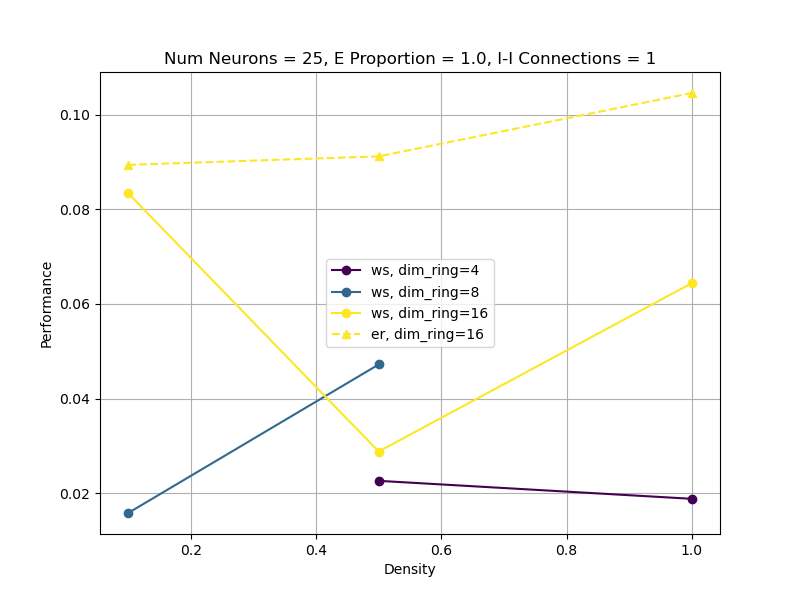 Num Neurons = 25, E Proportion = 1.0, I-I Connections = 1
0.10
0.08
0.06
0.04
0.02
Performance
ws, dim_ring=4
ws, dim_ring=8
ws, dim_ring=16
er, dim_ring=16
0.2 0.4 0.6 0.8 1.0
Density